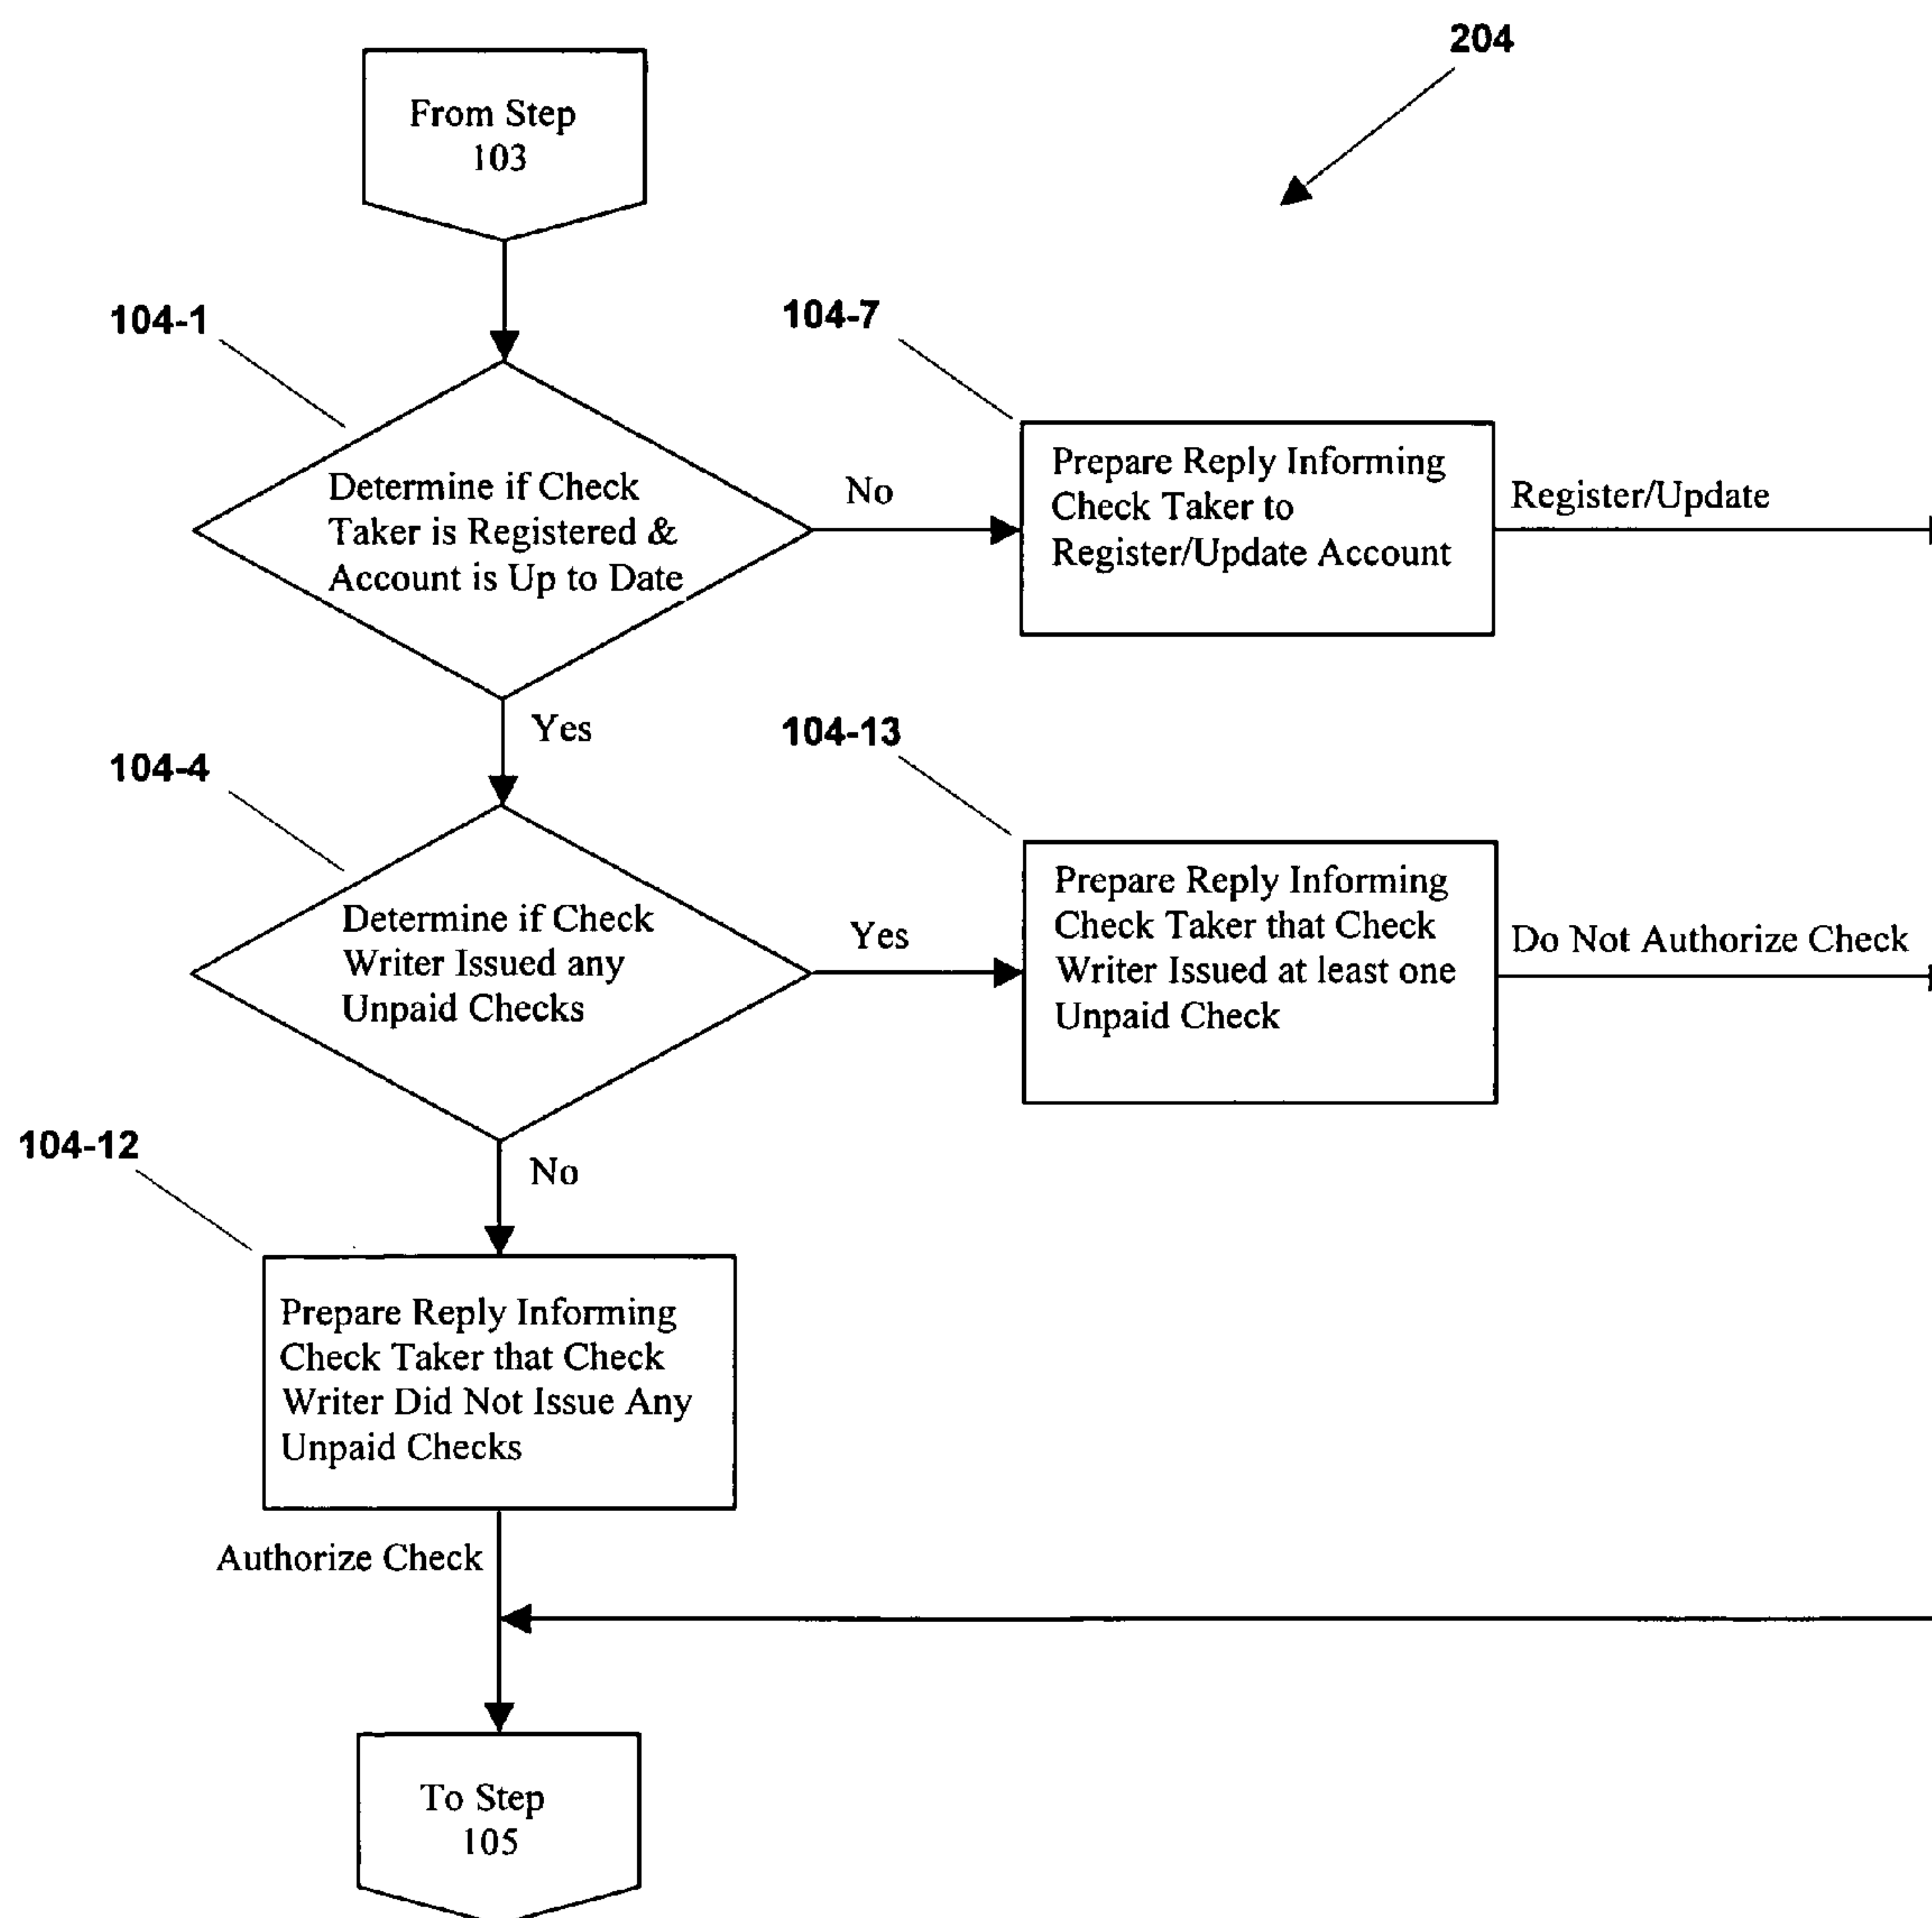 204
From Step
103
104-1
104-7
Determine if Check
Taker is Registered &
Account is Up to Date
No
Prepare Reply Informing
Check Taker to
Register/Update Account
Register/Update
Yes
104-4
104-13
Determine if Check
Writer Issued any
Unpaid Checks
Yes
Prepare Reply Informing
Check Taker that Check
Writer Issued at least one
Unpaid Check
Do Not Authorize Check
No
104-12
Prepare Reply Informing
Check Taker that Check
Writer Did Not Issue Any
Unpaid Checks
Authorize Check
To Step
105